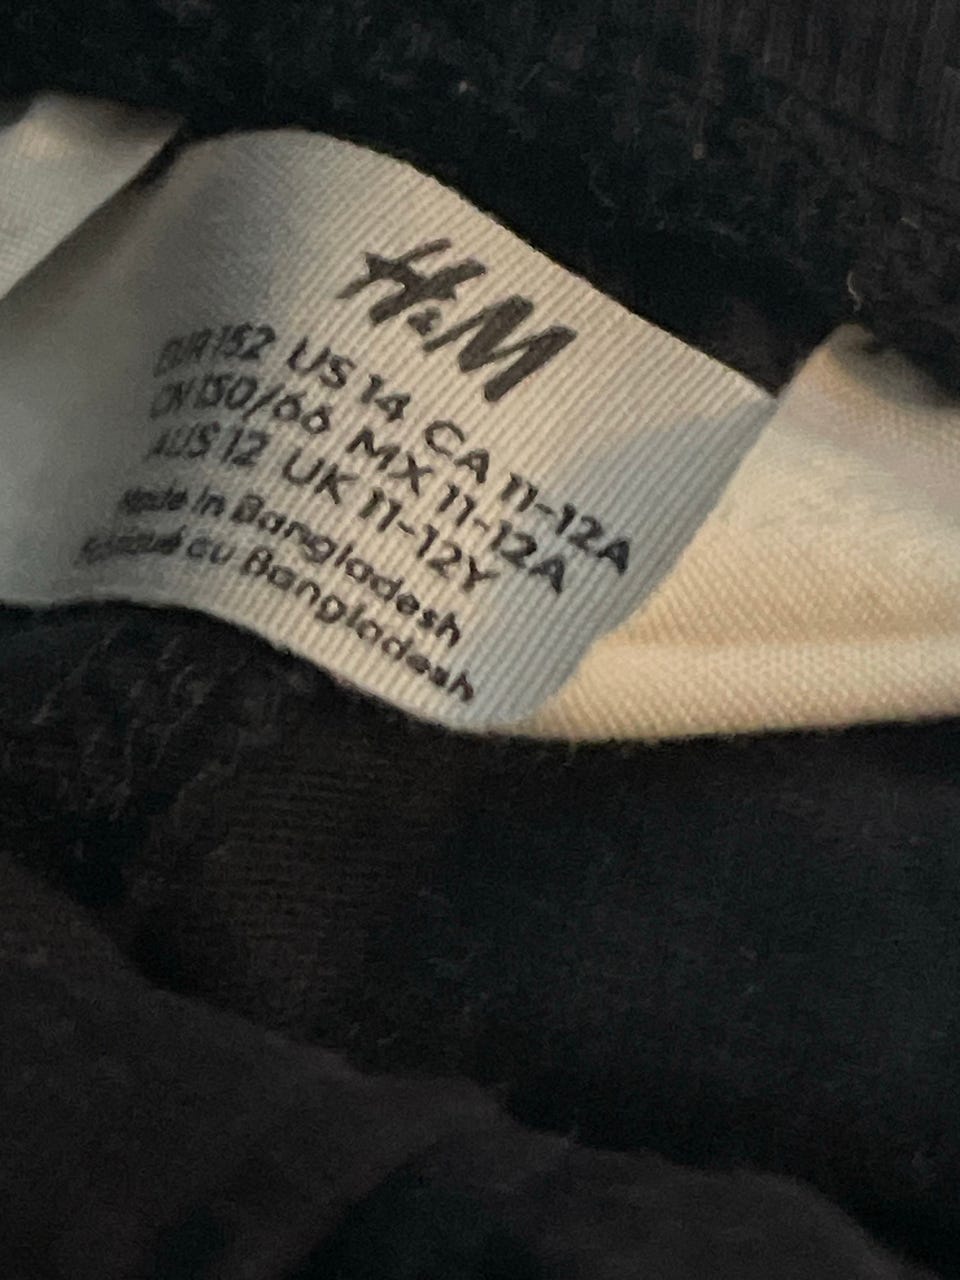 H&M
EUR 152 US 14 CA 11-12A
CN 150/66 MX 11-12A
AUS 12 UK 11-12Y
Made in Bangladesh
Fabriqué au Bangladesh